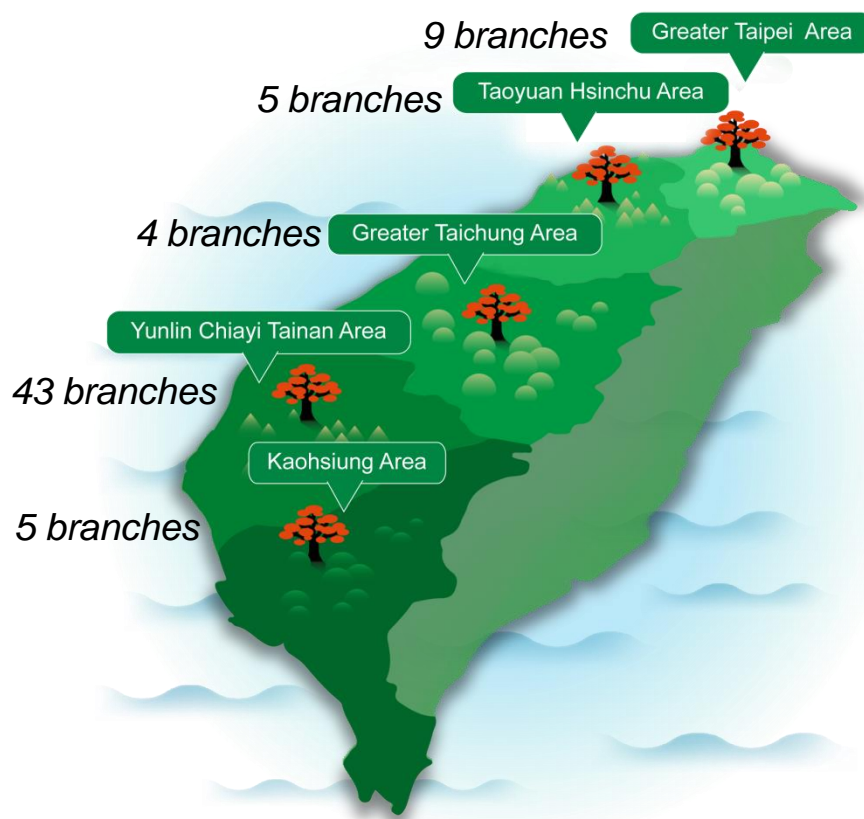 9 branches
Greater Taipei Area
5 branches
Taoyuan Hsinchu Area
4 branches
Greater Taichung Area
Yunlin Chiayi Tainan Area
43 branches
Kaohsiung Area
5 branches